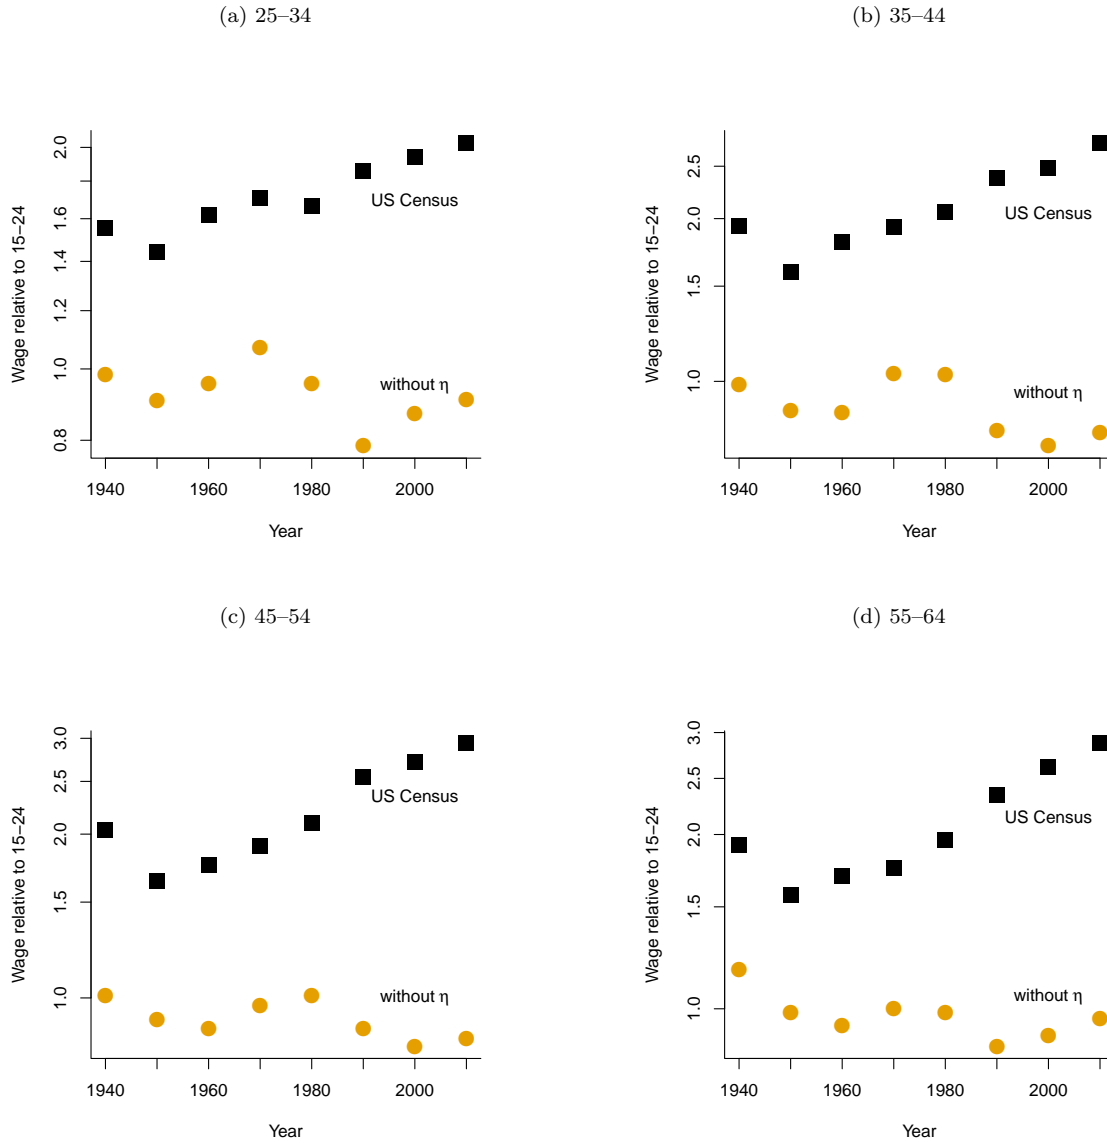 (a) 25–34
Wage relative to 15−24
2.0
1.6
1.4
1.2
1.0
0.8
US Census
without η
1940 1960 1980 2000
Year
(b) 35–44
Wage relative to 15−24
2.5
2.0
1.5
1.0
US Census
without η
1940 1960 1980 2000
Year
(c) 45–54
Wage relative to 15−24
3.0
2.5
2.0
1.5
1.0
US Census
without η
1940 1960 1980 2000
Year
(d) 55–64
Wage relative to 15−24
3.0
2.5
2.0
1.5
1.0
US Census
without η
1940 1960 1980 2000
Year